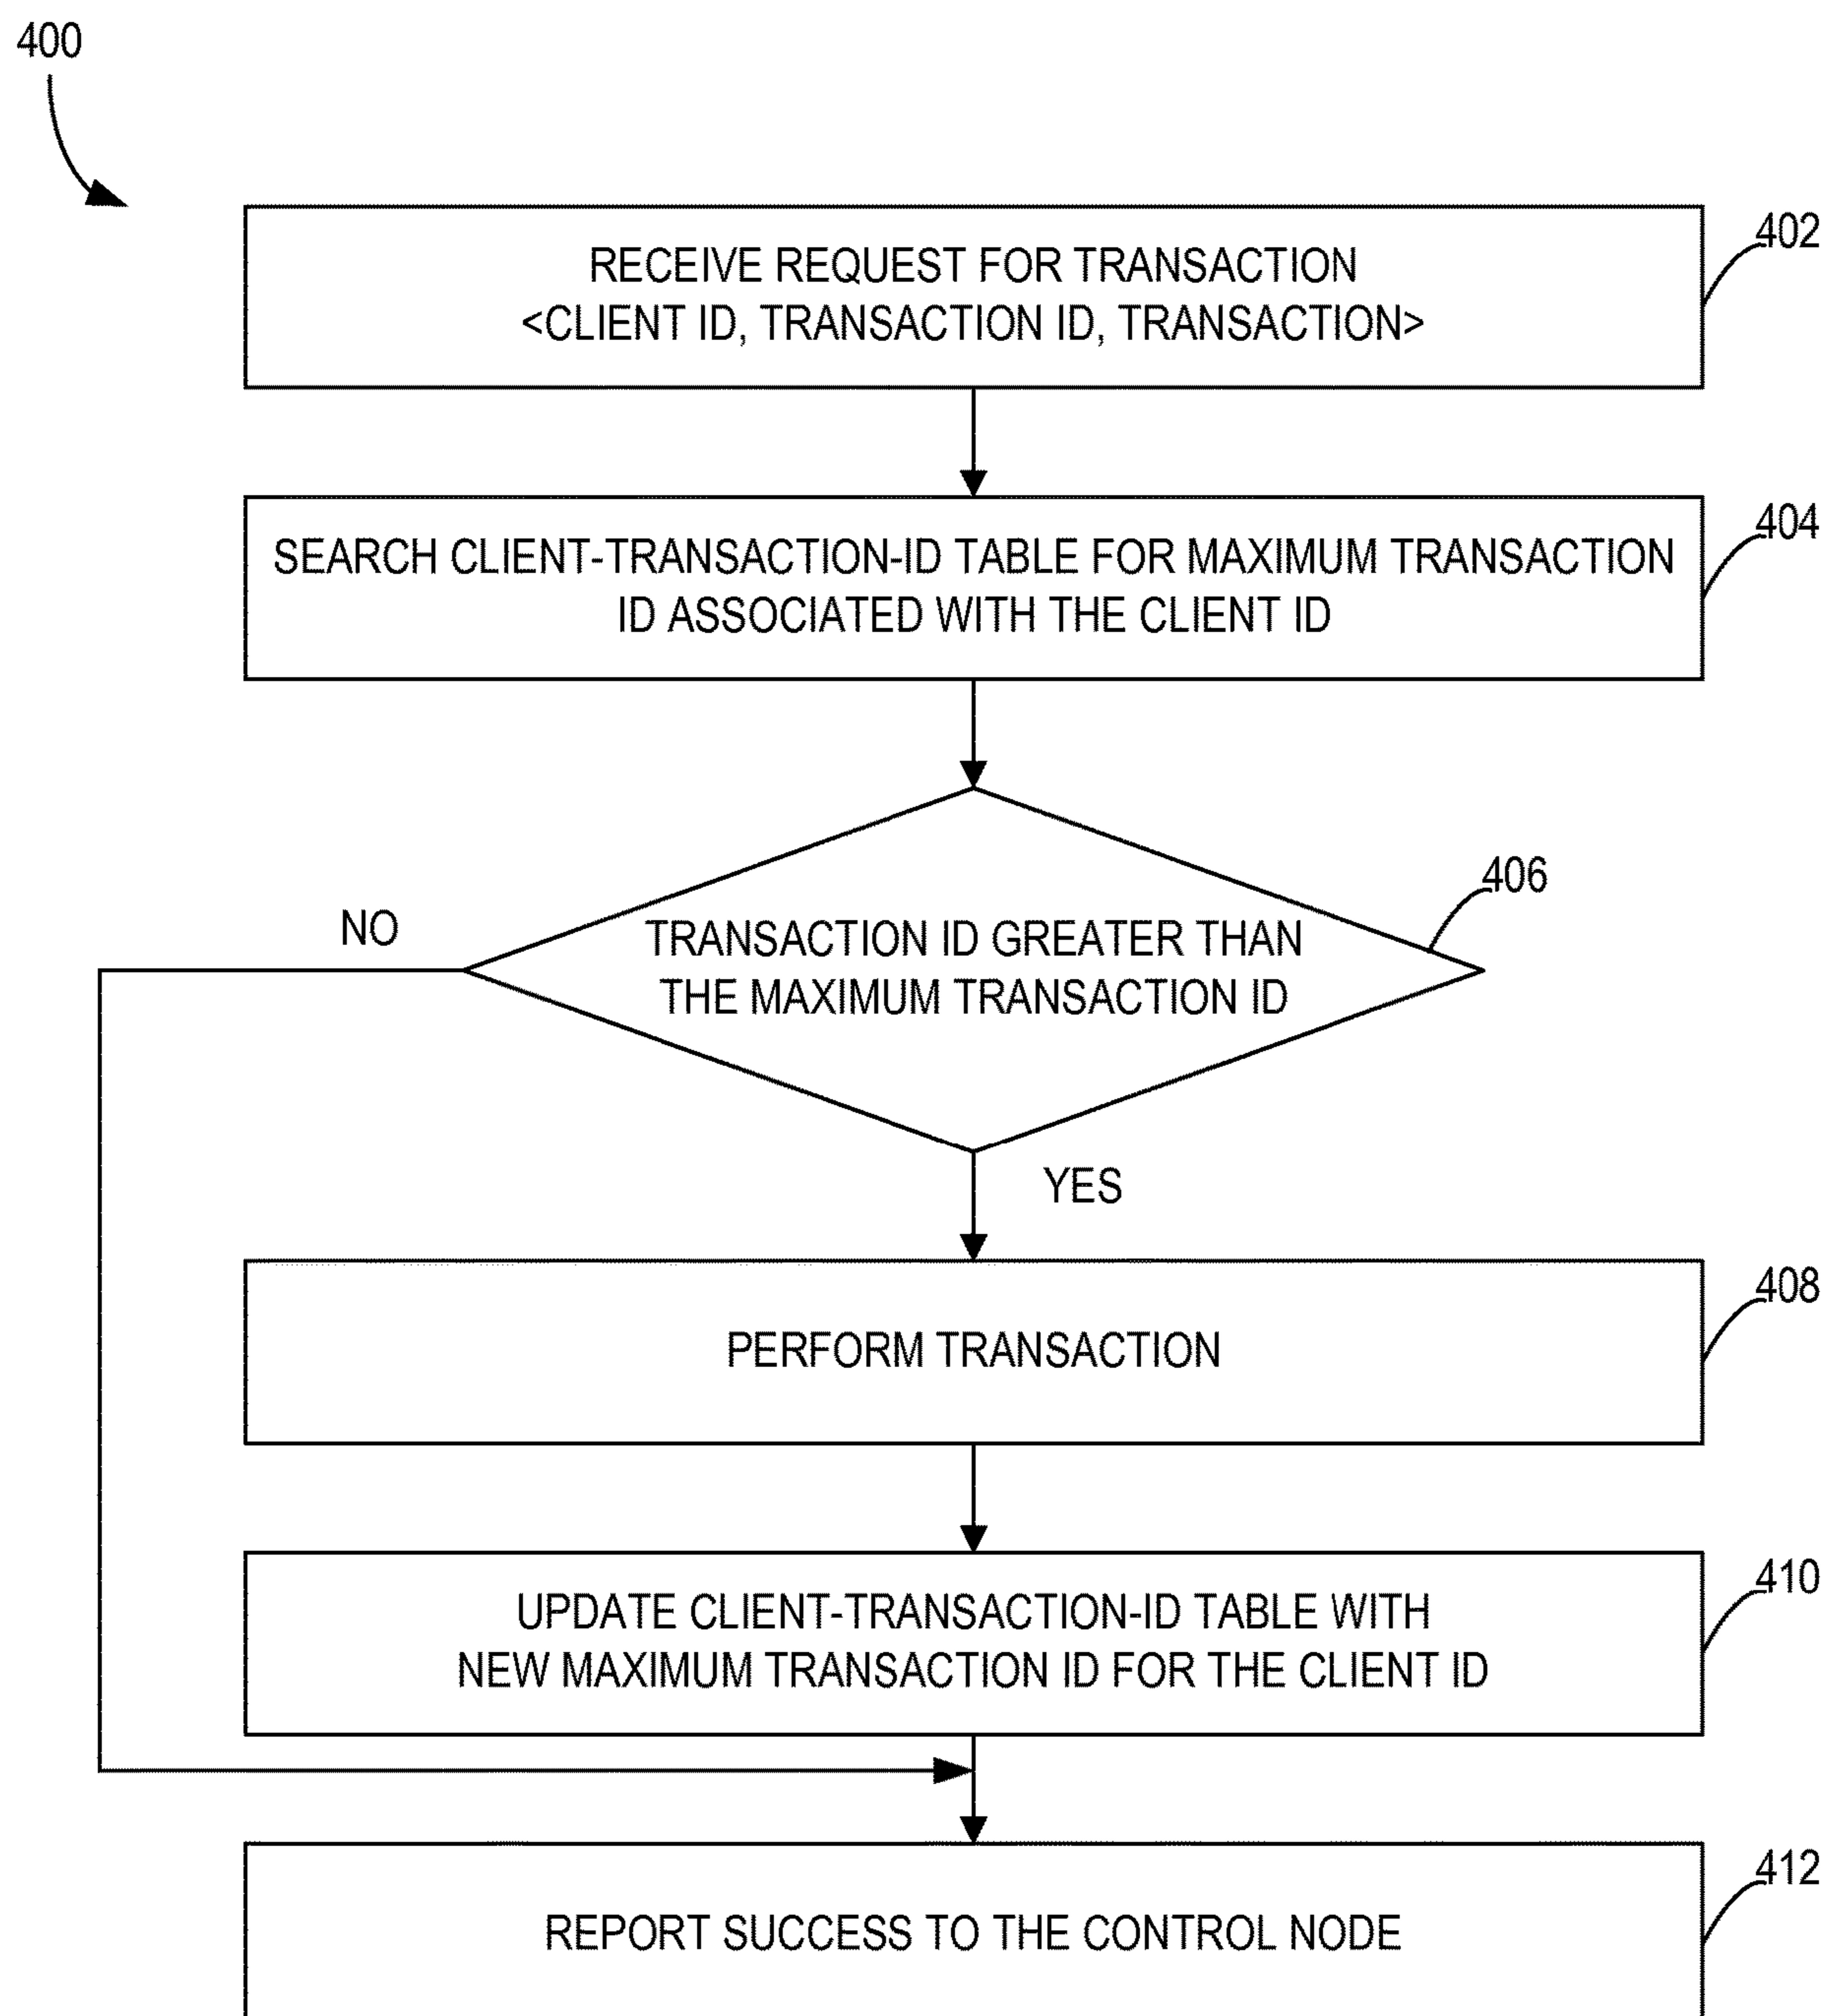 400
RECEIVE REQUEST FOR TRANSACTION
<CLIENT ID, TRANSACTION ID, TRANSACTION>
402
SEARCH CLIENT-TRANSACTION-ID TABLE FOR MAXIMUM TRANSACTION
ID ASSOCIATED WITH THE CLIENT ID
404
406
NO
TRANSACTION ID GREATER THAN
THE MAXIMUM TRANSACTION ID
YES
PERFORM TRANSACTION
408
UPDATE CLIENT-TRANSACTION-ID TABLE WITH
NEW MAXIMUM TRANSACTION ID FOR THE CLIENT ID
410
REPORT SUCCESS TO THE CONTROL NODE
412